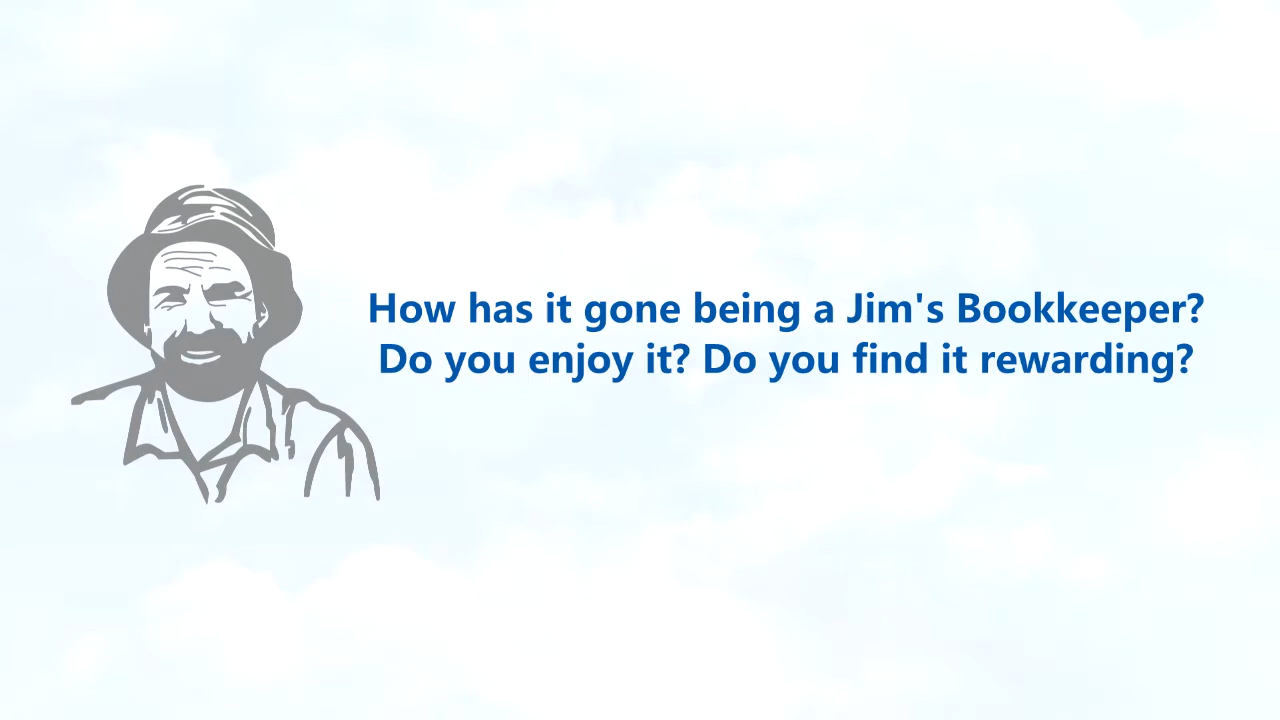 How has it gone being a Jim's Bookkeeper?
Do you enjoy it? Do you find it rewarding?